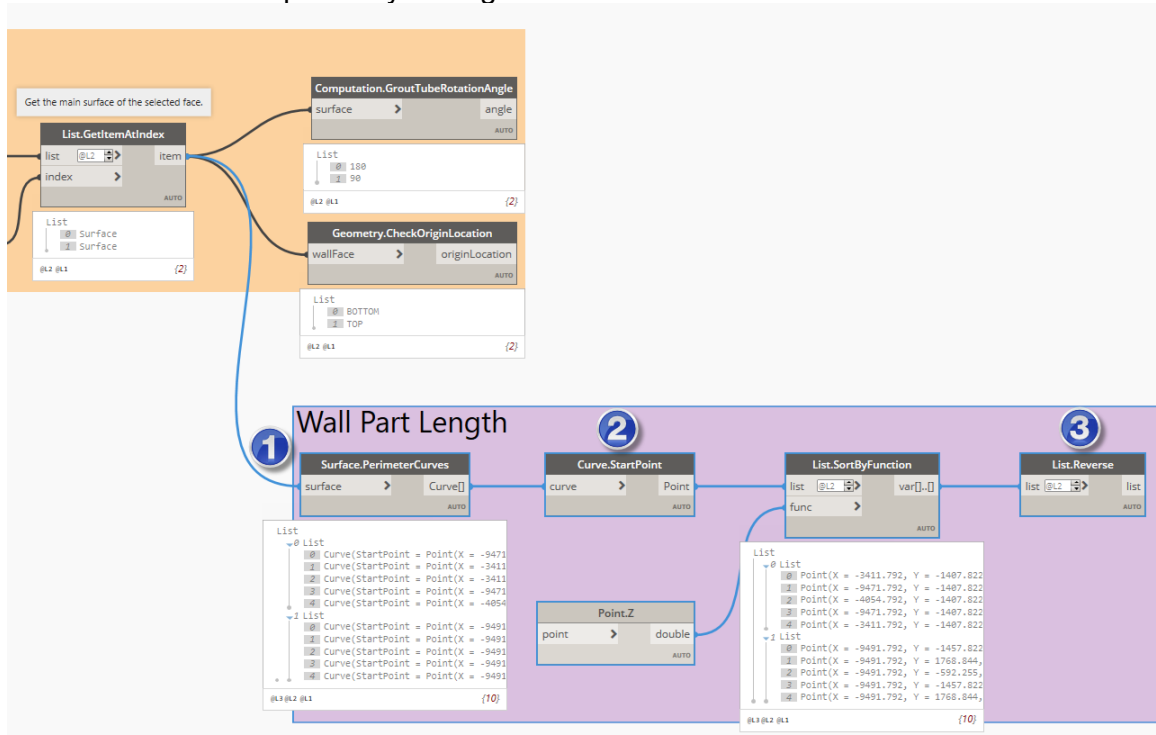 Get the main surface of the selected face.
List.GetItemAtIndex
list @L2 > item
index >
AUTO
List
0 Surface
1 Surface
@L2 @L1 {2}
Computation.GroutTubeRotationAngle
surface > angle
AUTO
List
0 180
1 90
@L2 @L1 {2}
Geometry.CheckOriginLocation
wallFace > originLocation
AUTO
List
0 BOTTOM
1 TOP
@L2 @L1 {2}
Wall Part Length
1
Surface.PerimeterCurves
surface > Curve[]
AUTO
List
0 List
0 Curve(StartPoint = Point(X = -9471
1 Curve(StartPoint = Point(X = -3411
2 Curve(StartPoint = Point(X = -3411
3 Curve(StartPoint = Point(X = -9471
4 Curve(StartPoint = Point(X = -4054
1 List
0 Curve(StartPoint = Point(X = -9491
1 Curve(StartPoint = Point(X = -9491
2 Curve(StartPoint = Point(X = -9491
3 Curve(StartPoint = Point(X = -9491
4 Curve(StartPoint = Point(X = -9491
@L3 @L2 @L1 {10}
2
Curve.StartPoint
curve > Point
AUTO
Point.Z
point > double
AUTO
List.SortByFunction
list @L2 > var[]..[]
func >
AUTO
List
0 List
0 Point(X = -3411.792, Y = -1407.822
1 Point(X = -9471.792, Y = -1407.822
2 Point(X = -4054.792, Y = -1407.822
3 Point(X = -9471.792, Y = -1407.822
4 Point(X = -3411.792, Y = -1407.822
1 List
0 Point(X = -9491.792, Y = -1457.822
1 Point(X = -9491.792, Y = 1768.844,
2 Point(X = -9491.792, Y = -592.255,
3 Point(X = -9491.792, Y = -1457.822
4 Point(X = -9491.792, Y = 1768.844,
@L3 @L2 @L1 {10}
3
List.Reverse
list @L2 > list
AUTO